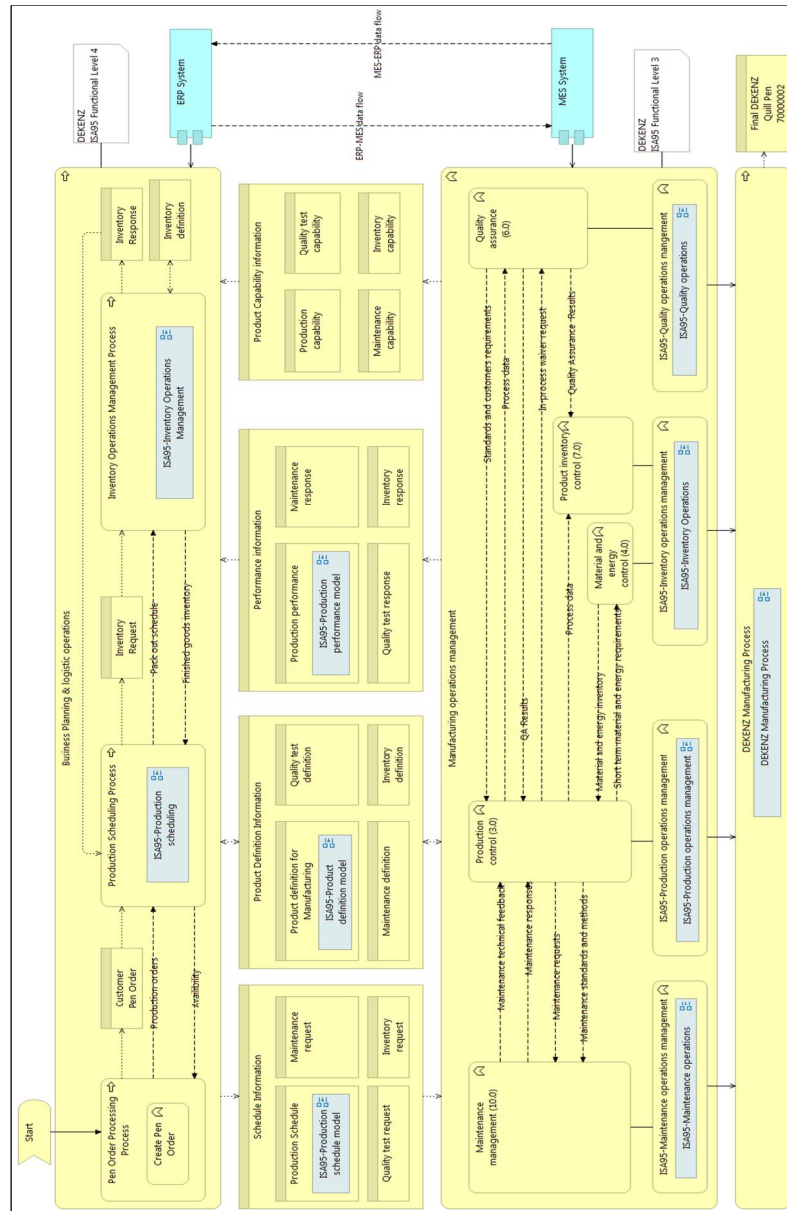 Start
Business Planning & logistic operations
Pen Order Processing
Process
Create Pen
Order
Customer
Pen Order
Production orders
Availibility
Production Scheduling Process
ISA95-Production
scheduling
Inventory
Request
Pack out schedule
Finished goods inventory
Inventory Operations Management Process
ISA95-Inventory Operations
Management
Inventory
Response
Inventory
definition
DEKENZ
ISA95 Functional Level 4
ERP System
Schedule Information
Production Schedule
ISA95-Production
schedule model
Maintenance
request
Quality test request
Inventory
request
Product Definition Information
Product definition for
Manufacturing
ISA95-Product
definition model
Quality test
definition
Maintenance definition
Inventory
definition
Performance information
Production performance
ISA95-Production
performance model
Maintenance
response
Quality test response
Inventory
response
Product Capability information
Production
capability
Quality test
capability
Maintenance
capability
Inventory
capability
ERP-MES data flow
MES-ERP data flow
Manufacturing operations management
Maintenance
management (10.0)
Maintenance technical feedback
Maintenance responses
Maintenance requests
Maintenance standards and methods
Production
control (3.0)
Standards and customers requirements
Process data
QA Results
In-process waiver request
Process data
Material and energy inventory
Short term material and energy requirements
Quality Assurance Results
Material and
energy
control (4.0)
Product inventory
control (7.0)
Quality
assurance
(6.0)
MES System
DEKENZ
ISA95 Functional Level 3
ISA95-Maintenance operations management
ISA95-Maintenance operations
ISA95-Production operations management
ISA95-Production operations management
ISA95-Inventory operations management
ISA95-Inventory Operations
ISA95-Quality operations management
ISA95-Quality operations
DEKENZ Manufacturing Process
DEKENZ Manufacturing Process
Final DEKENZ
Quill Pen
70000002